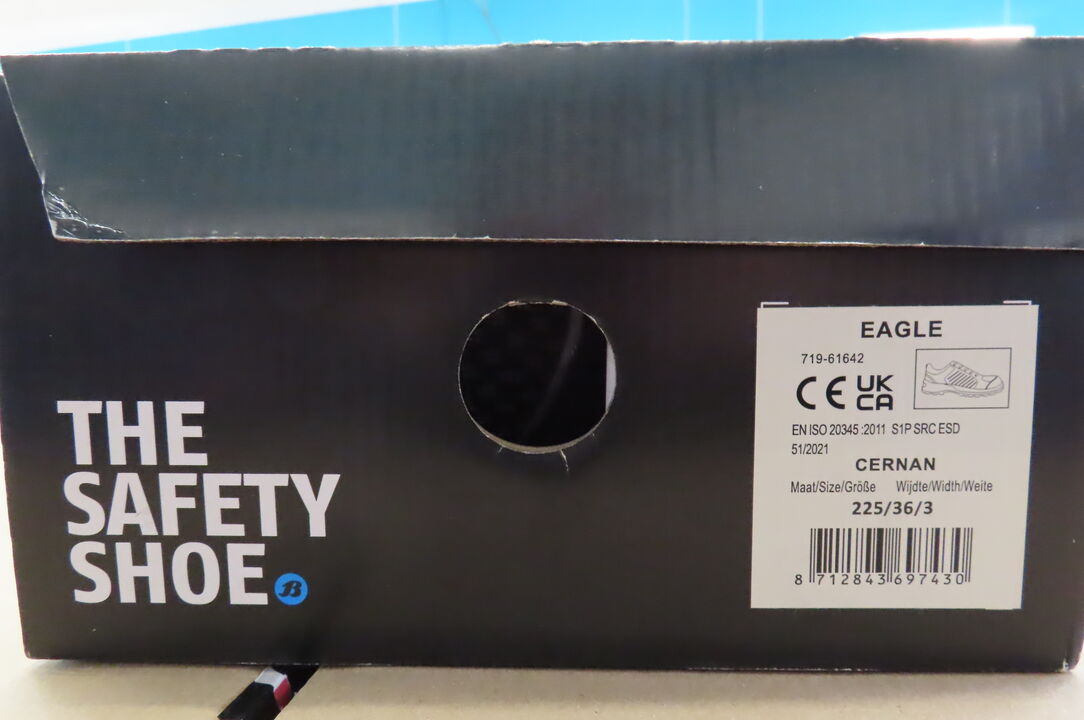 THE
SAFETY
SHOE
B
EAGLE
719-61642
CE UK
CA
EN ISO 20345 :2011 S1P SRC ESD
51/2021
CERNAN
Maat/Size/Größe Wijdte/Width/Weite
225/36/3
8 712843 697430